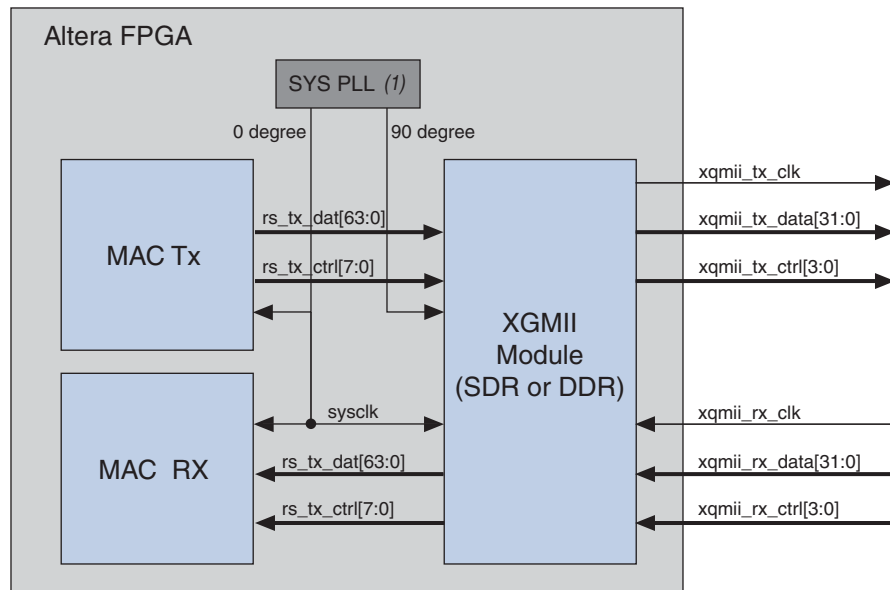 Altera FPGA
SYS PLL (1)
0 degree
90 degree
xqmii_tx_clk
rs_tx_dat[63:0]
xqmii_tx_data[31:0]
MAC Tx
rs_tx_ctrl[7:0]
xqmii_tx_ctrl[3:0]
XGMII
Module
(SDR or DDR)
sysclk
xqmii_rx_clk
MAC RX
rs_tx_dat[63:0]
xqmii_rx_data[31:0]
rs_tx_ctrl[7:0]
xqmii_rx_ctrl[3:0]